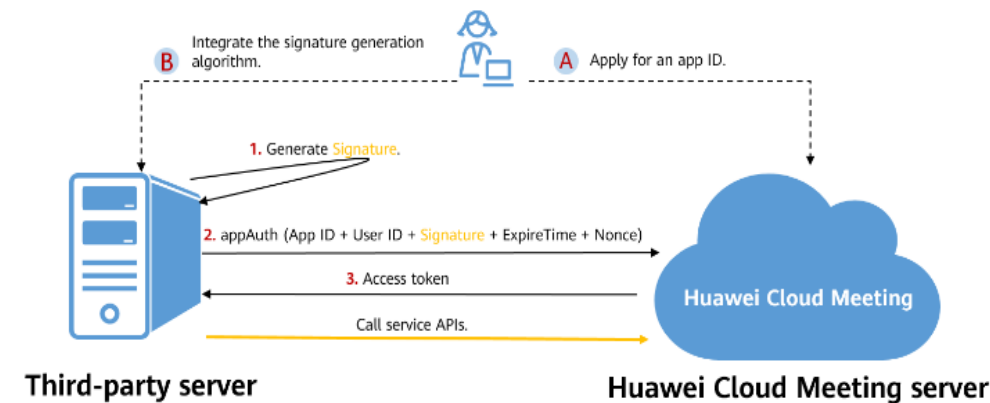 B
Integrate the signature generation
algorithm.
A
Apply for an app ID.
1. Generate Signature.
2. appAuth (App ID + User ID + Signature + ExpireTime + Nonce)
3. Access token
Huawei Cloud Meeting
Call service APIs.
Third-party server
Huawei Cloud Meeting server